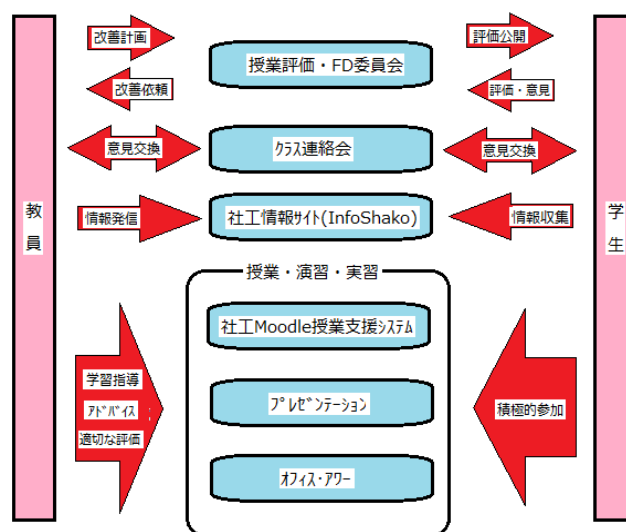 改善計画
評価公開
授業評価・FD委員会
改善依頼
評価・意見
意見交換
クラス連絡会
意見交換
教員
学生
情報発信
社工情報サイト(InfoShako)
情報収集
授業・演習・実習
社工Moodle授業支援システム
学習指導
アドバイス
適切な評価
プレゼンテーション
積極的参加
オフィス・アワー